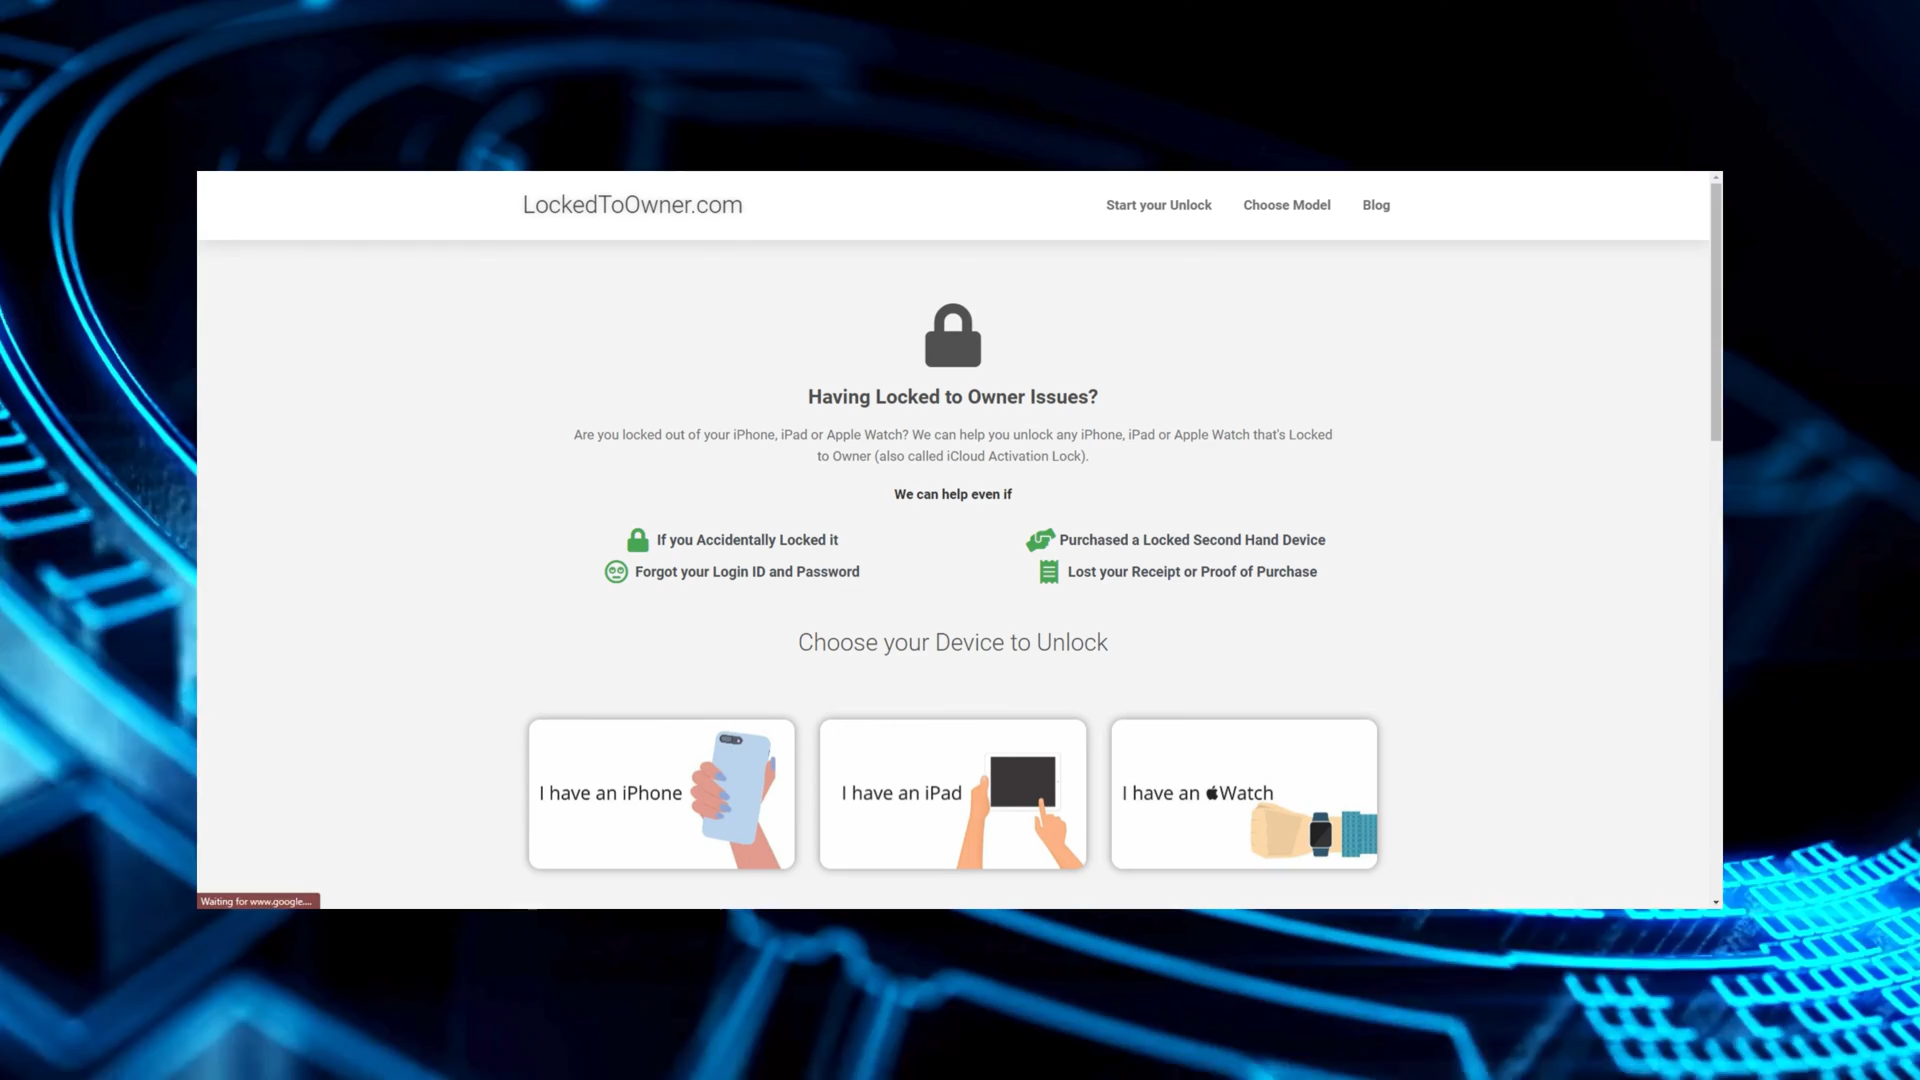 LockedToOwner.com
Start your Unlock
Choose Model
Blog
Having Locked to Owner Issues?
Are you locked out of your iPhone, iPad or Apple Watch? We can help you unlock any iPhone, iPad or Apple Watch that's Locked
to Owner (also called iCloud Activation Lock).
We can help even if
If you Accidentally Locked it
Purchased a Locked Second Hand Device
Forgot your Login ID and Password
Lost your Receipt or Proof of Purchase
Choose your Device to Unlock
I have an iPhone
I have an iPad
I have an Watch
Waiting for www.google....